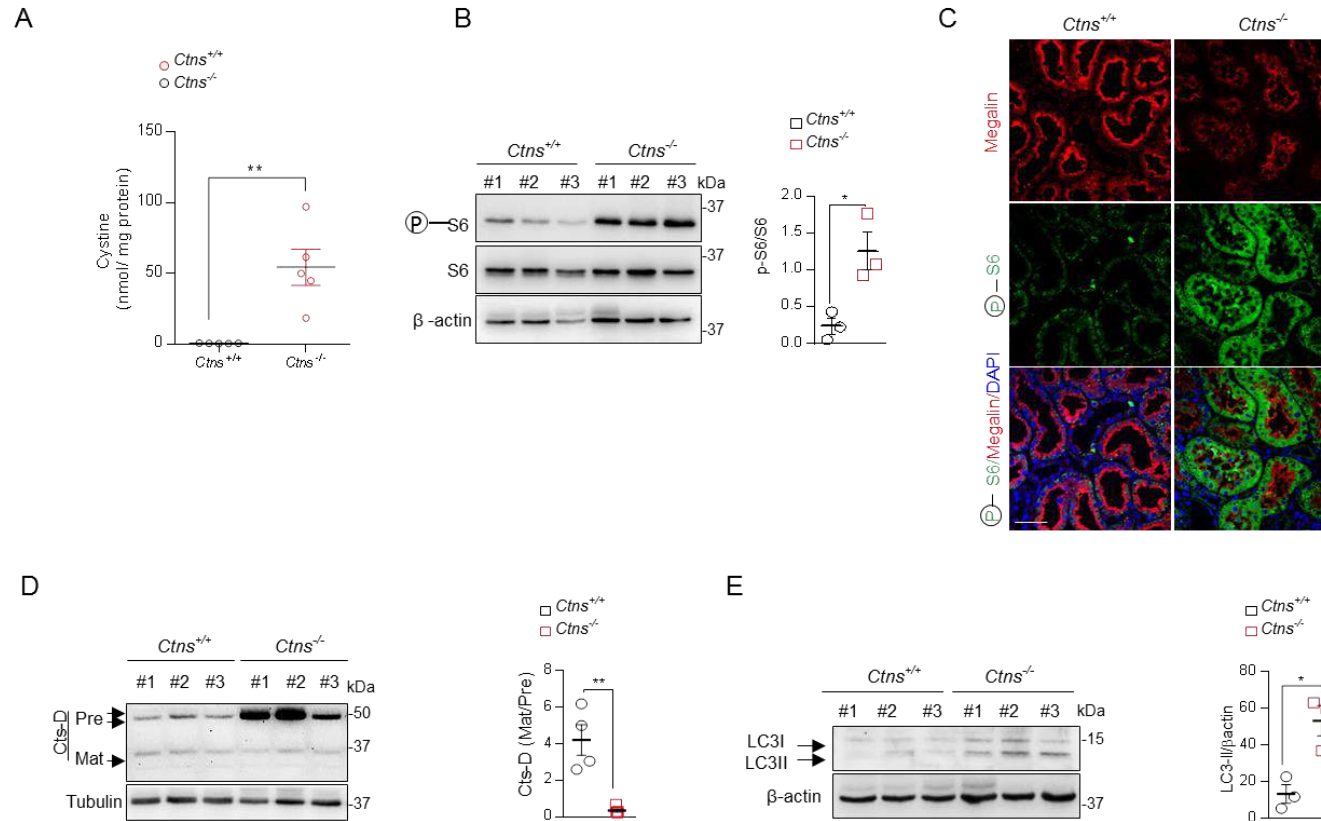 A
Ctns+/+
Ctns-/-
150
100
50
0
Cystine
(nmol/ mg protein)
**
Ctns+/+
Ctns-/-
B
Ctns+/+
Ctns-/-
#1 #2 #3 #1 #2 #3 kDa
P S6
-37
S6
-37
β -actin
-37
Ctns+/+
Ctns-/-
2.0
1.5
1.0
0.5
0.0
p-S6/S6
*
C
Ctns+/+
Ctns-/-
Megalin
P - S6
P - S6/Megalin/DAPI
D
Ctns+/+
Ctns-/-
#1 #2 #3 #1 #2 #3 kDa
Cts-D
Pre
-50
-37
Mat
Tubulin
-37
Ctns+/+
Ctns-/-
8
6
4
2
0
Cts-D (Mat/Pre)
**
E
Ctns+/+
Ctns-/-
#1 #2 #3 #1 #2 #3 kDa
LC3I
-15
LC3II
β-actin
-37
Ctns+/+
Ctns-/-
80
60
40
20
0
LC3-II/βactin
*